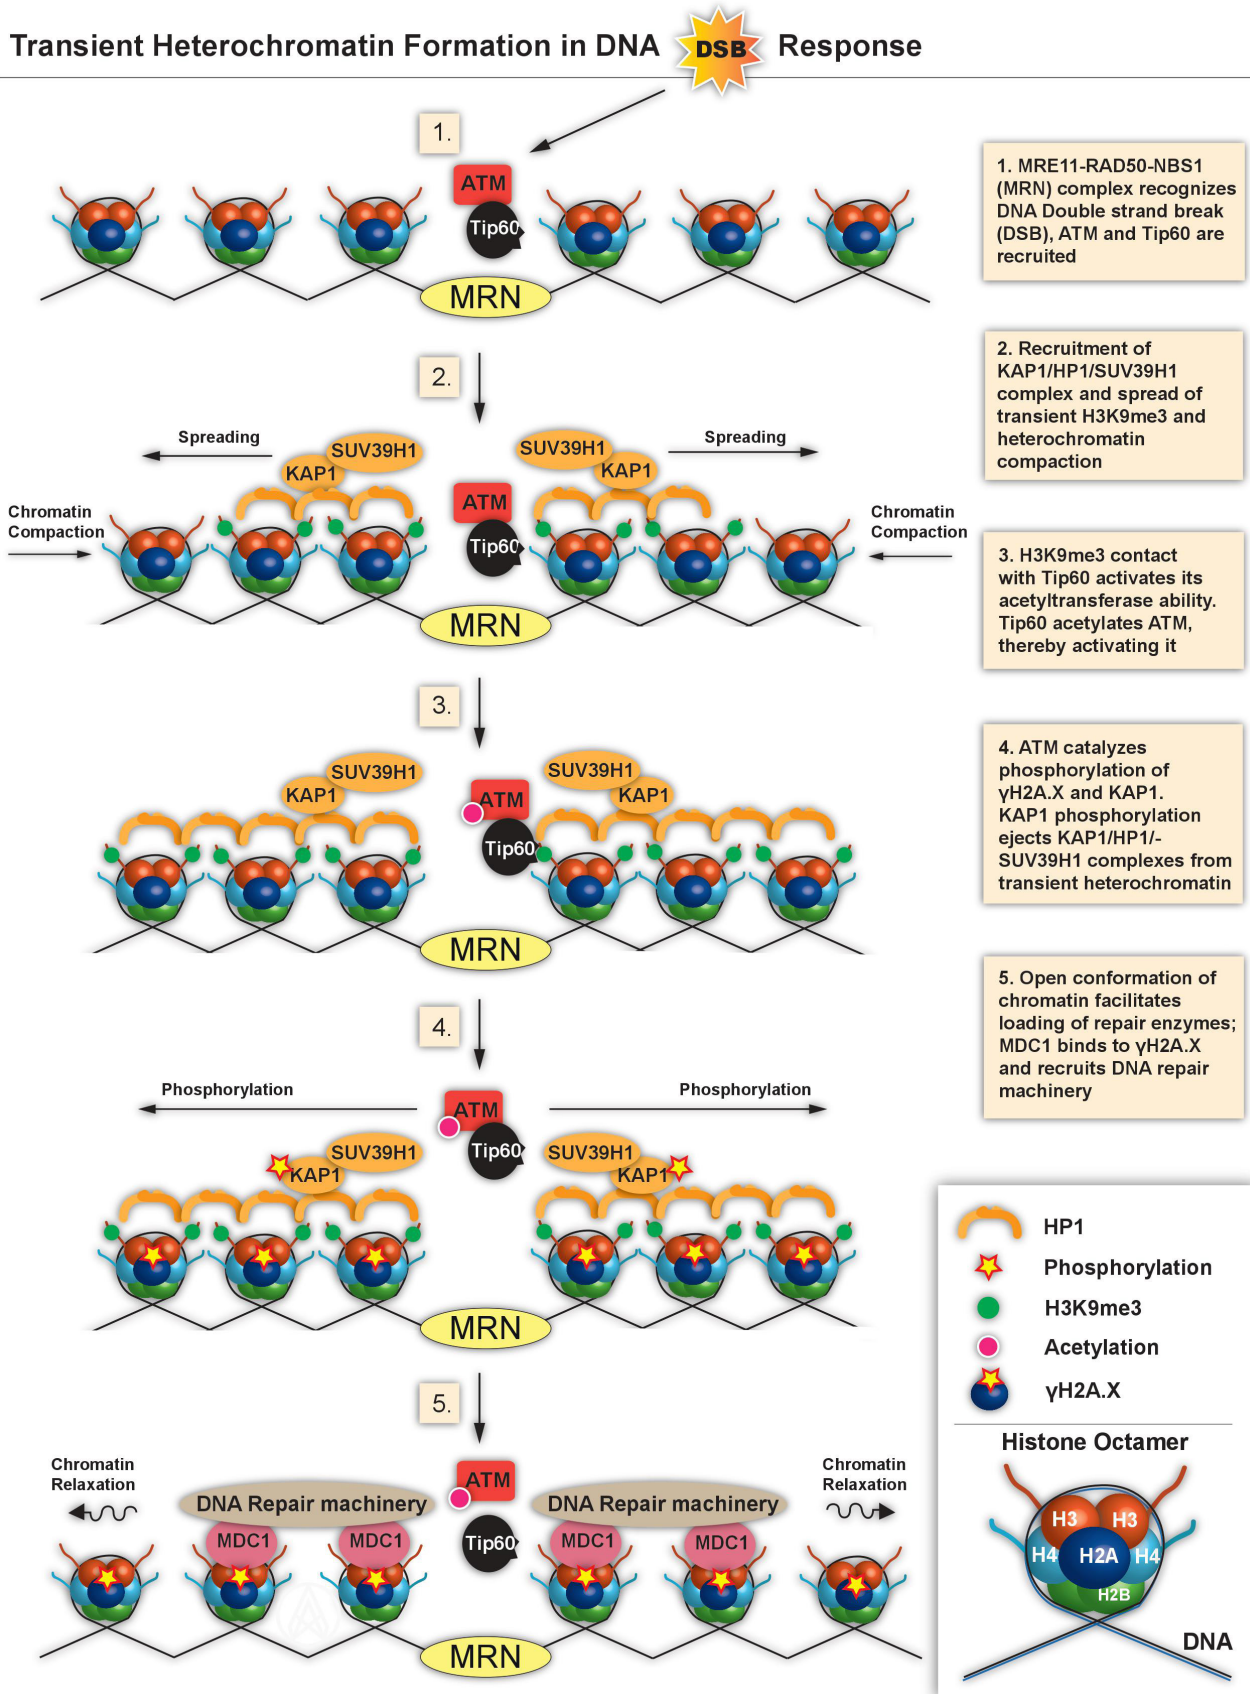 Transient Heterochromatin Formation in DNA DSB Response
1.
ATM
Tip60
MRN
1. MRE11-RAD50-NBS1
(MRN) complex recognizes
DNA Double strand break
(DSB), ATM and Tip60 are
recruited
2.
Spreading
SUV39H1
KAP1
SUV39H1
KAP1
Spreading
Chromatin
Compaction
ATM
Tip60
Chromatin
Compaction
MRN
2. Recruitment of
KAP1/HP1/SUV39H1
complex and spread of
transient H3K9me3 and
heterochromatin
compaction
3.
SUV39H1
KAP1
SUV39H1
KAP1
ATM
Tip60
MRN
3. H3K9me3 contact
with Tip60 activates its
acetyltransferase ability.
Tip60 acetylates ATM,
thereby activating it
4.
Phosphorylation
Phosphorylation
ATM
Tip60
SUV39H1
KAP1
SUV39H1
KAP1
MRN
4. ATM catalyzes
phosphorylation of
γH2A.X and KAP1.
KAP1 phosphorylation
ejects KAP1/HP1/-
SUV39H1 complexes from
transient heterochromatin
5.
Chromatin
Relaxation
ATM
Chromatin
Relaxation
DNA Repair machinery
DNA Repair machinery
MDC1
MDC1
Tip60
MDC1
MDC1
MRN
5. Open conformation of
chromatin facilitates
loading of repair enzymes;
MDC1 binds to γH2A.X
and recruits DNA repair
machinery
HP1
Phosphorylation
H3K9me3
Acetylation
γH2A.X
Histone Octamer
H3
H3
H4
H2A
H4
H2B
DNA